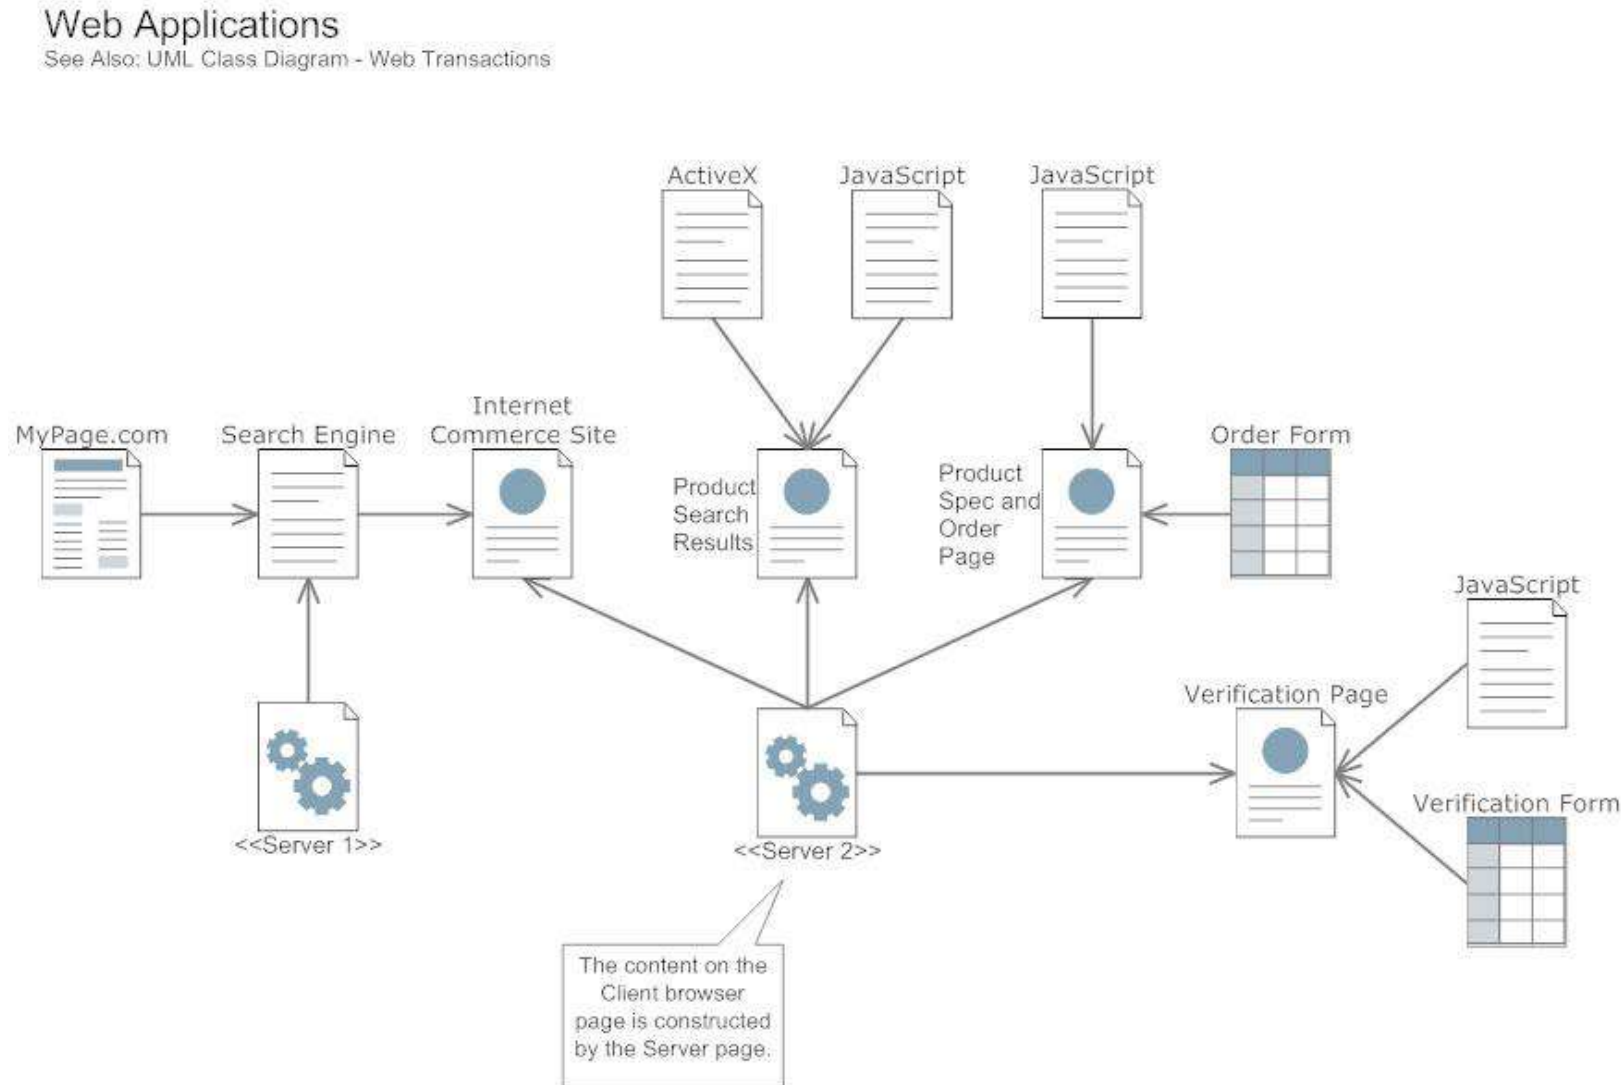 Web Applications
See Also: UML Class Diagram - Web Transactions
ActiveX
JavaScript
JavaScript
MyPage.com
Search Engine
Internet
Commerce Site
Product
Search
Results
Product
Spec and
Order
Page
Order Form
JavaScript
Verification Page
Verification Form
<<Server 1>>
<<Server 2>>
The content on the
Client browser
page is constructed
by the Server page.